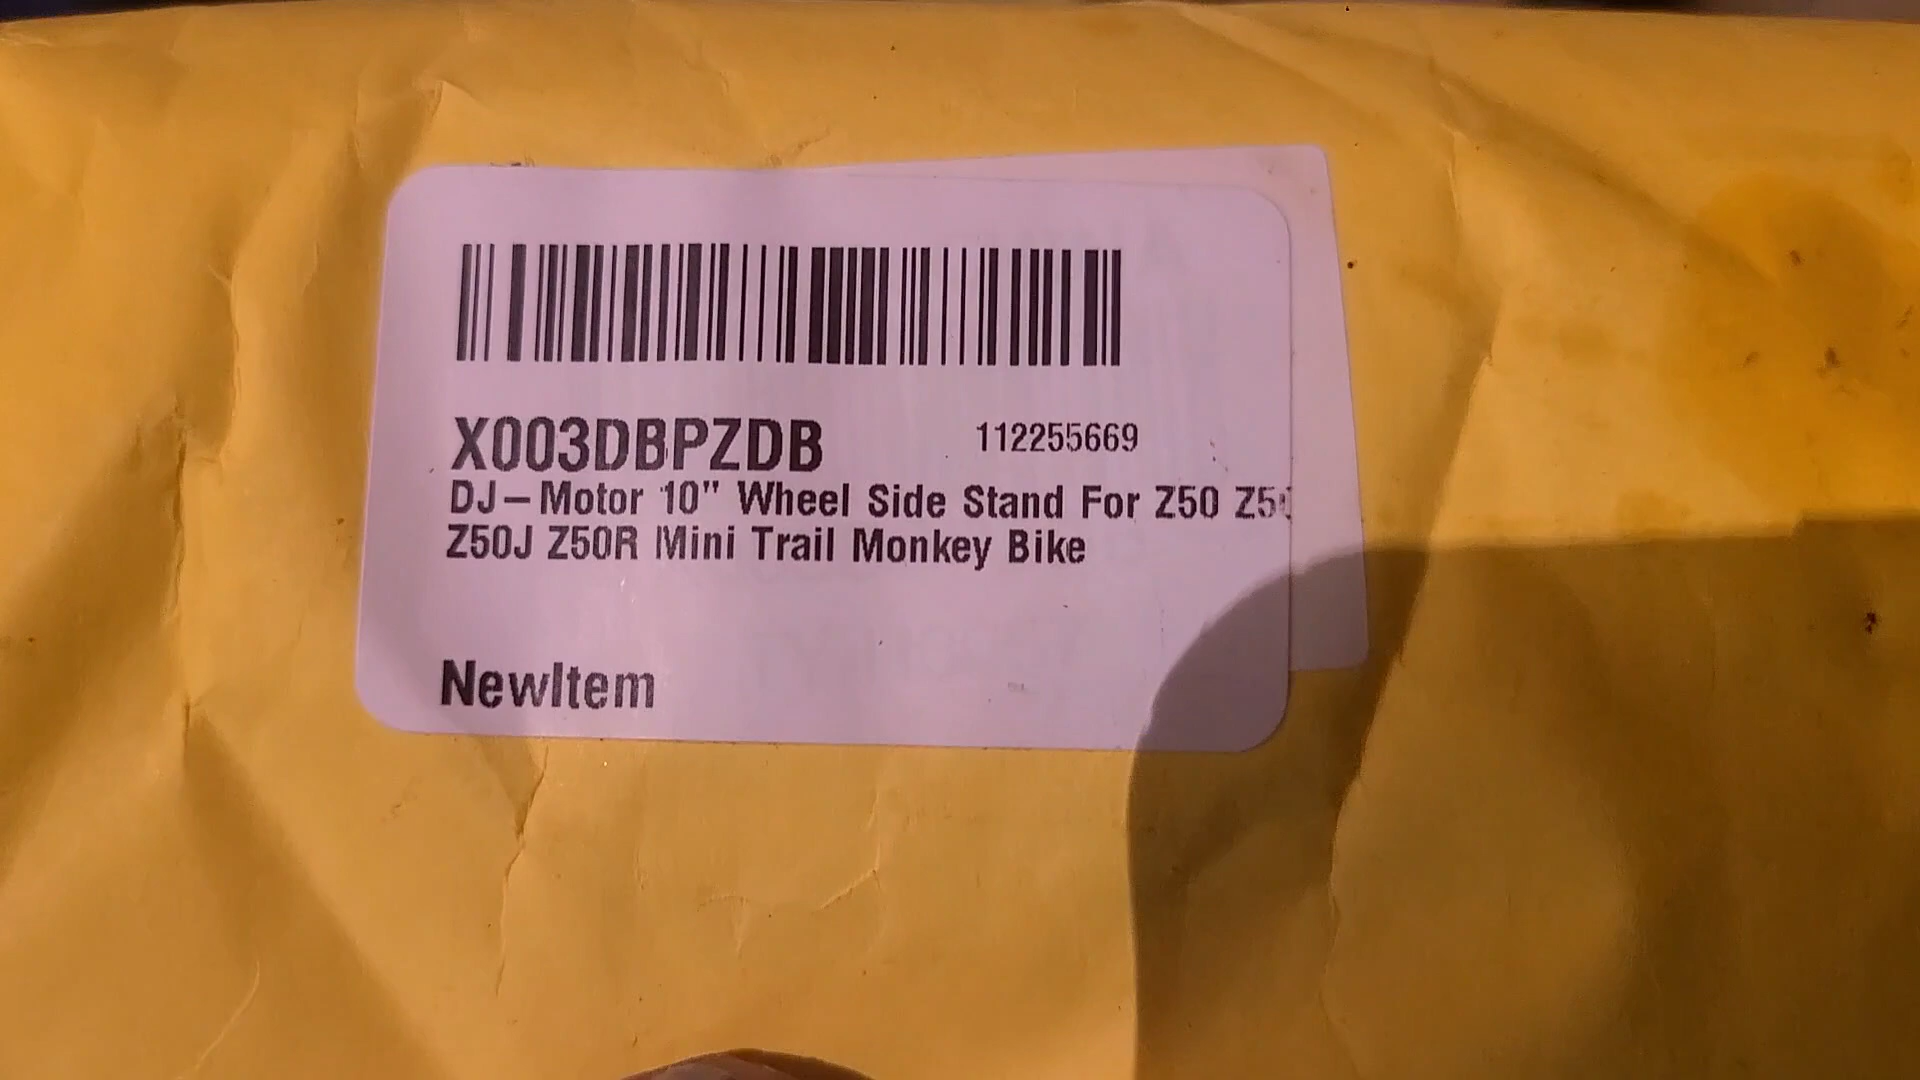 X003DBPZDB 112255669
DJ-Motor 10" Wheel Side Stand For Z50
Z50J Z50R Mini Trail Monkey Bike
NewItem